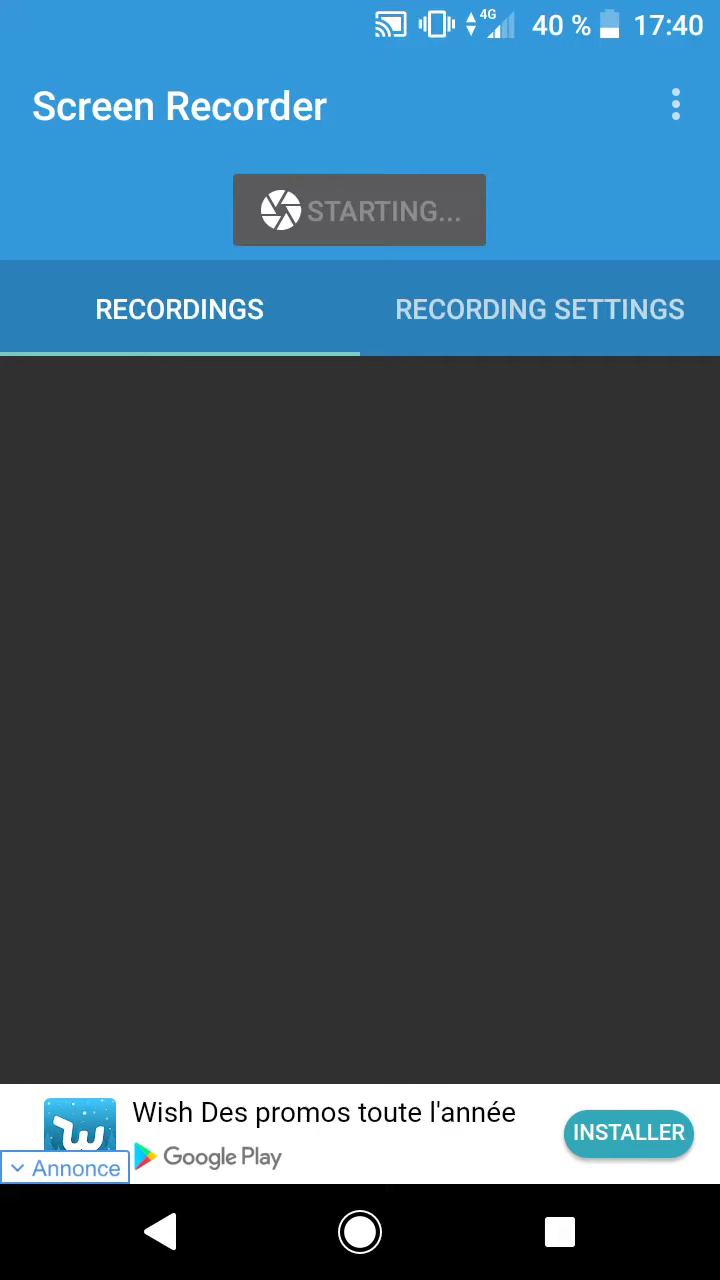 4G 40 % 17:40
Screen Recorder
STARTING...
RECORDINGS RECORDING SETTINGS
Wish Des promos toute l'année
INSTALLER
Google Play
Annonce